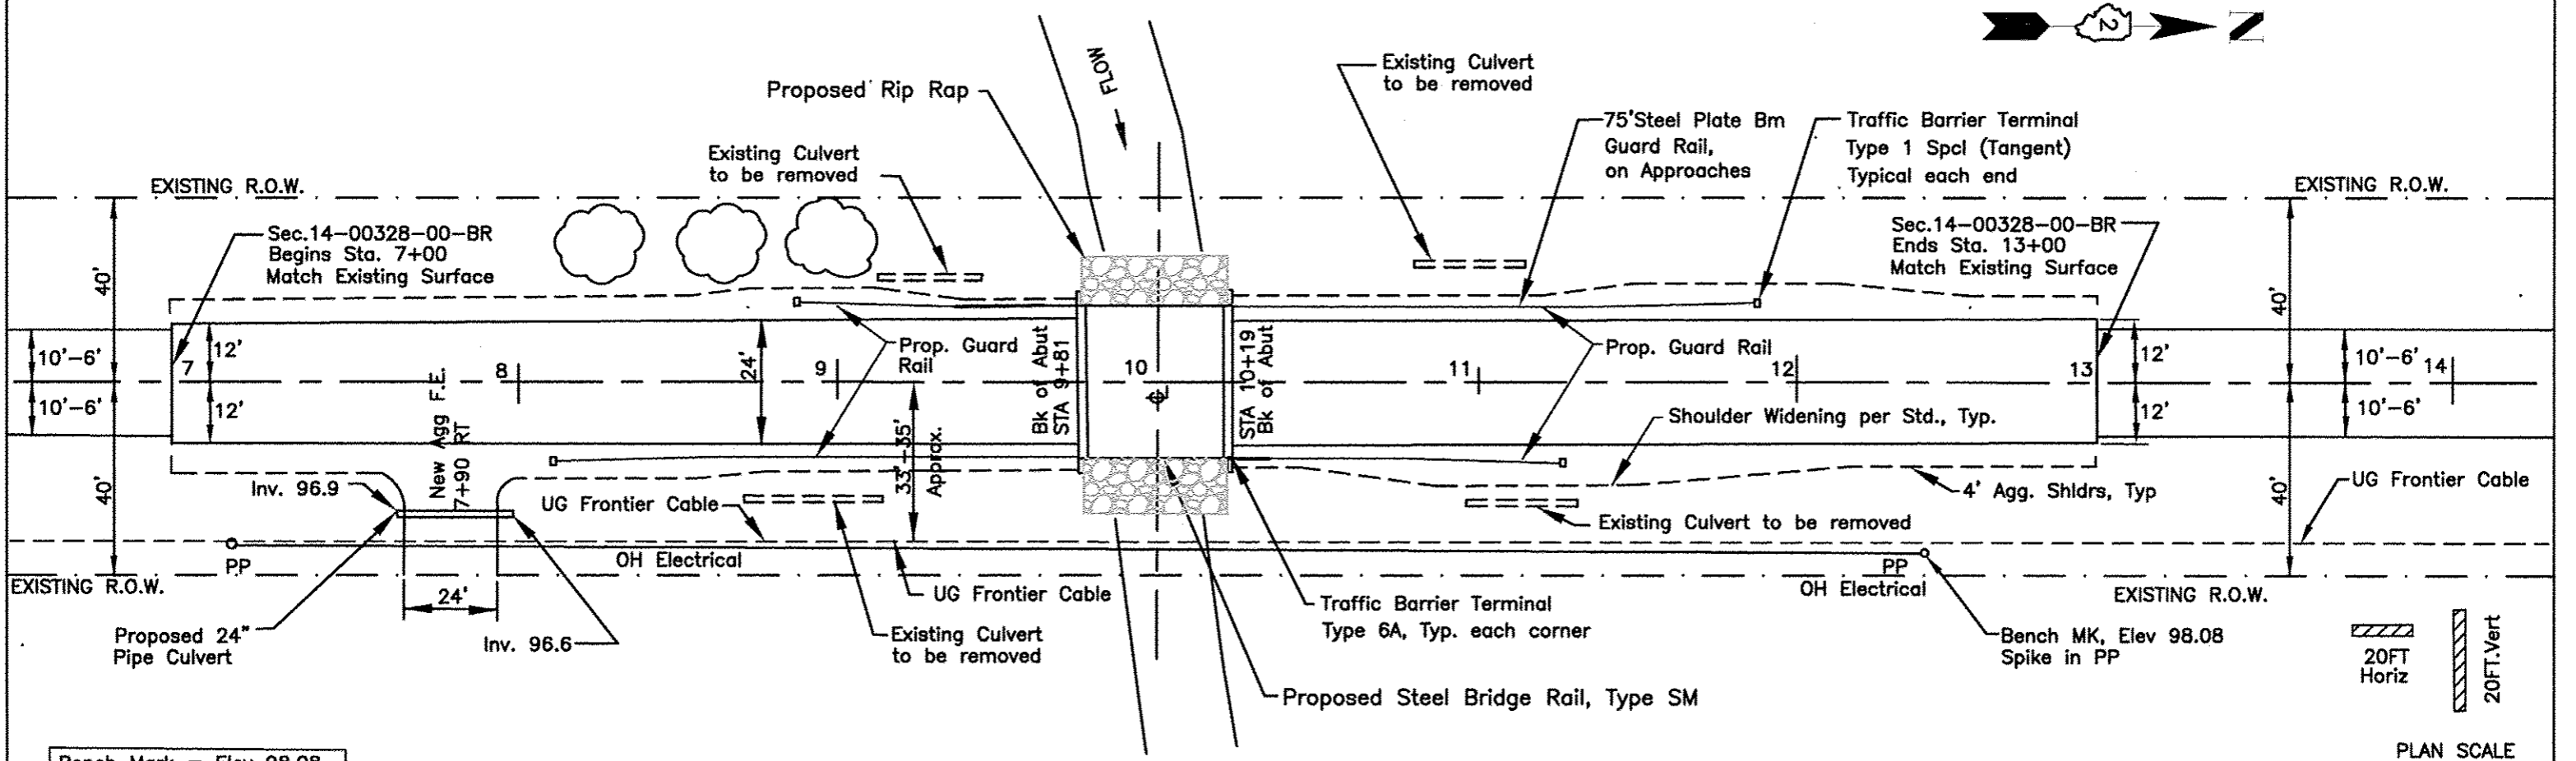 2
N
FLOW
Existing Culvert
to be removed
Proposed Rip Rap
75'Steel Plate Bm
Guard Rail,
on Approaches
Traffic Barrier Terminal
Type 1 Spcl (Tangent)
Typical each end
Existing Culvert
to be removed
EXISTING R.O.W.
EXISTING R.O.W.
Sec.14-00328-00-BR
Begins Sta. 7+00
Match Existing Surface
Sec.14-00328-00-BR
Ends Sta. 13+00
Match Existing Surface
40'
40'
10'-6"
12'
7
8
24'
9
Prop. Guard
Rail
Bk of Abut
STA 9+81
10
℄
STA 10+19
Bk of Abut
11
Prop. Guard Rail
12
13
12'
10'-6"
14
10'-6"
12'
12'
10'-6"
Shoulder Widening per Std., Typ.
40'
New Agg F.E.
7+90 RT
33'-35'
Approx.
40'
Inv. 96.9
UG Frontier Cable
4' Agg. Shldrs, Typ
UG Frontier Cable
Existing Culvert to be removed
PP
OH Electrical
PP
OH Electrical
EXISTING R.O.W.
EXISTING R.O.W.
24'
UG Frontier Cable
Traffic Barrier Terminal
Type 6A, Typ. each corner
Proposed 24"
Pipe Culvert
Inv. 96.6
Existing Culvert
to be removed
Bench MK, Elev 98.08
Spike in PP
20FT
Horiz
20FT.Vert
Proposed Steel Bridge Rail, Type SM
PLAN SCALE
Bench Mark = Elev 98.08